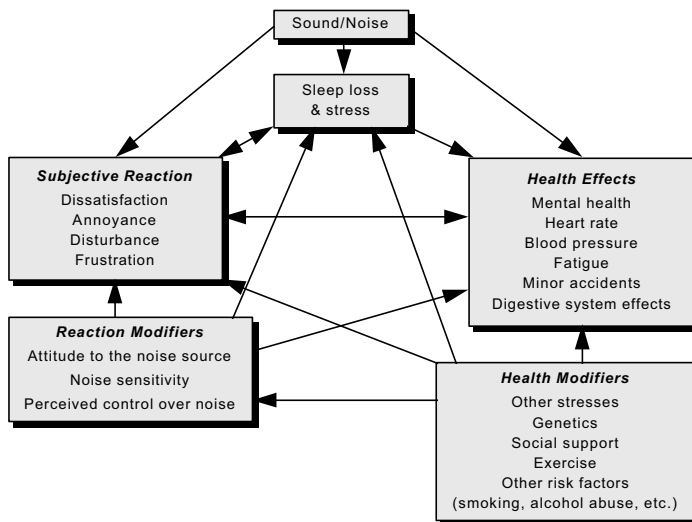 Sound/Noise
Sleep loss
& stress
Subjective Reaction
Dissatisfaction
Annoyance
Disturbance
Frustration
Health Effects
Mental health
Heart rate
Blood pressure
Fatigue
Minor accidents
Digestive system effects
Reaction Modifiers
Attitude to the noise source
Noise sensitivity
Perceived control over noise
Health Modifiers
Other stresses
Genetics
Social support
Exercise
Other risk factors
(smoking, alcohol abuse, etc.)